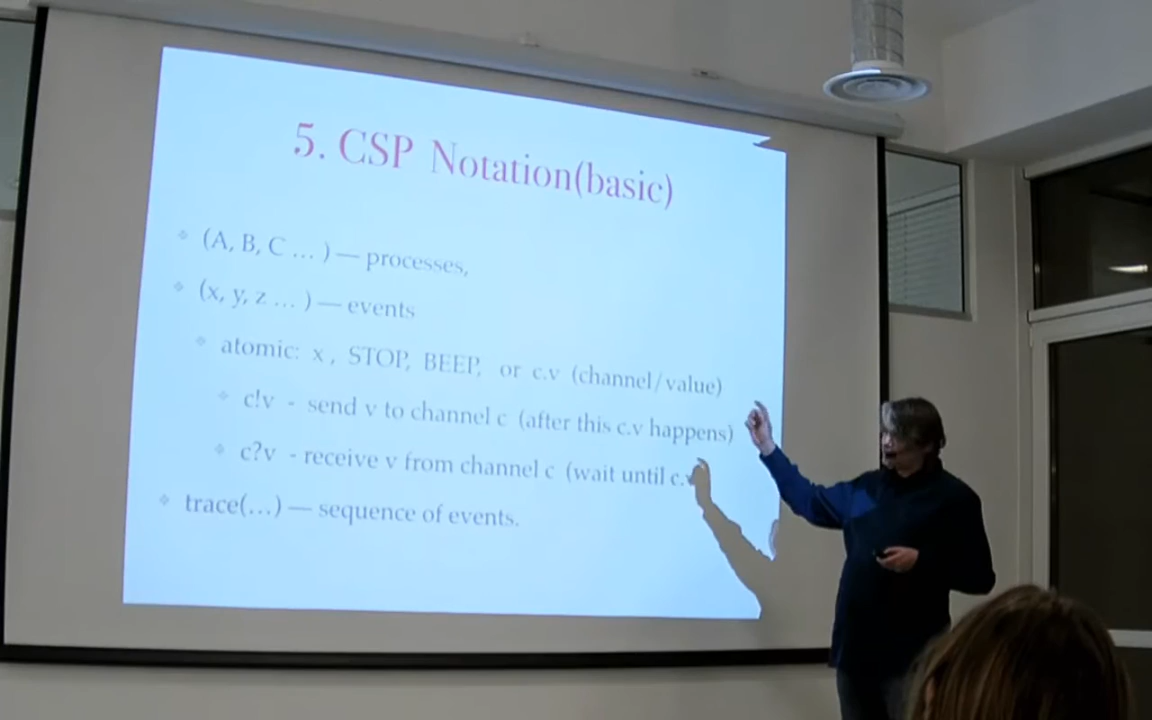 5. CSP Notation(basic)
(A, B, C ... ) — processes,
(x, y, z ... ) — events
atomic: x , STOP, BEEP, or c.v (channel/value)
c!v - send v to channel c (after this c.v happens)
c?v - receive v from channel c (wait until
trace(...) — sequence of events.